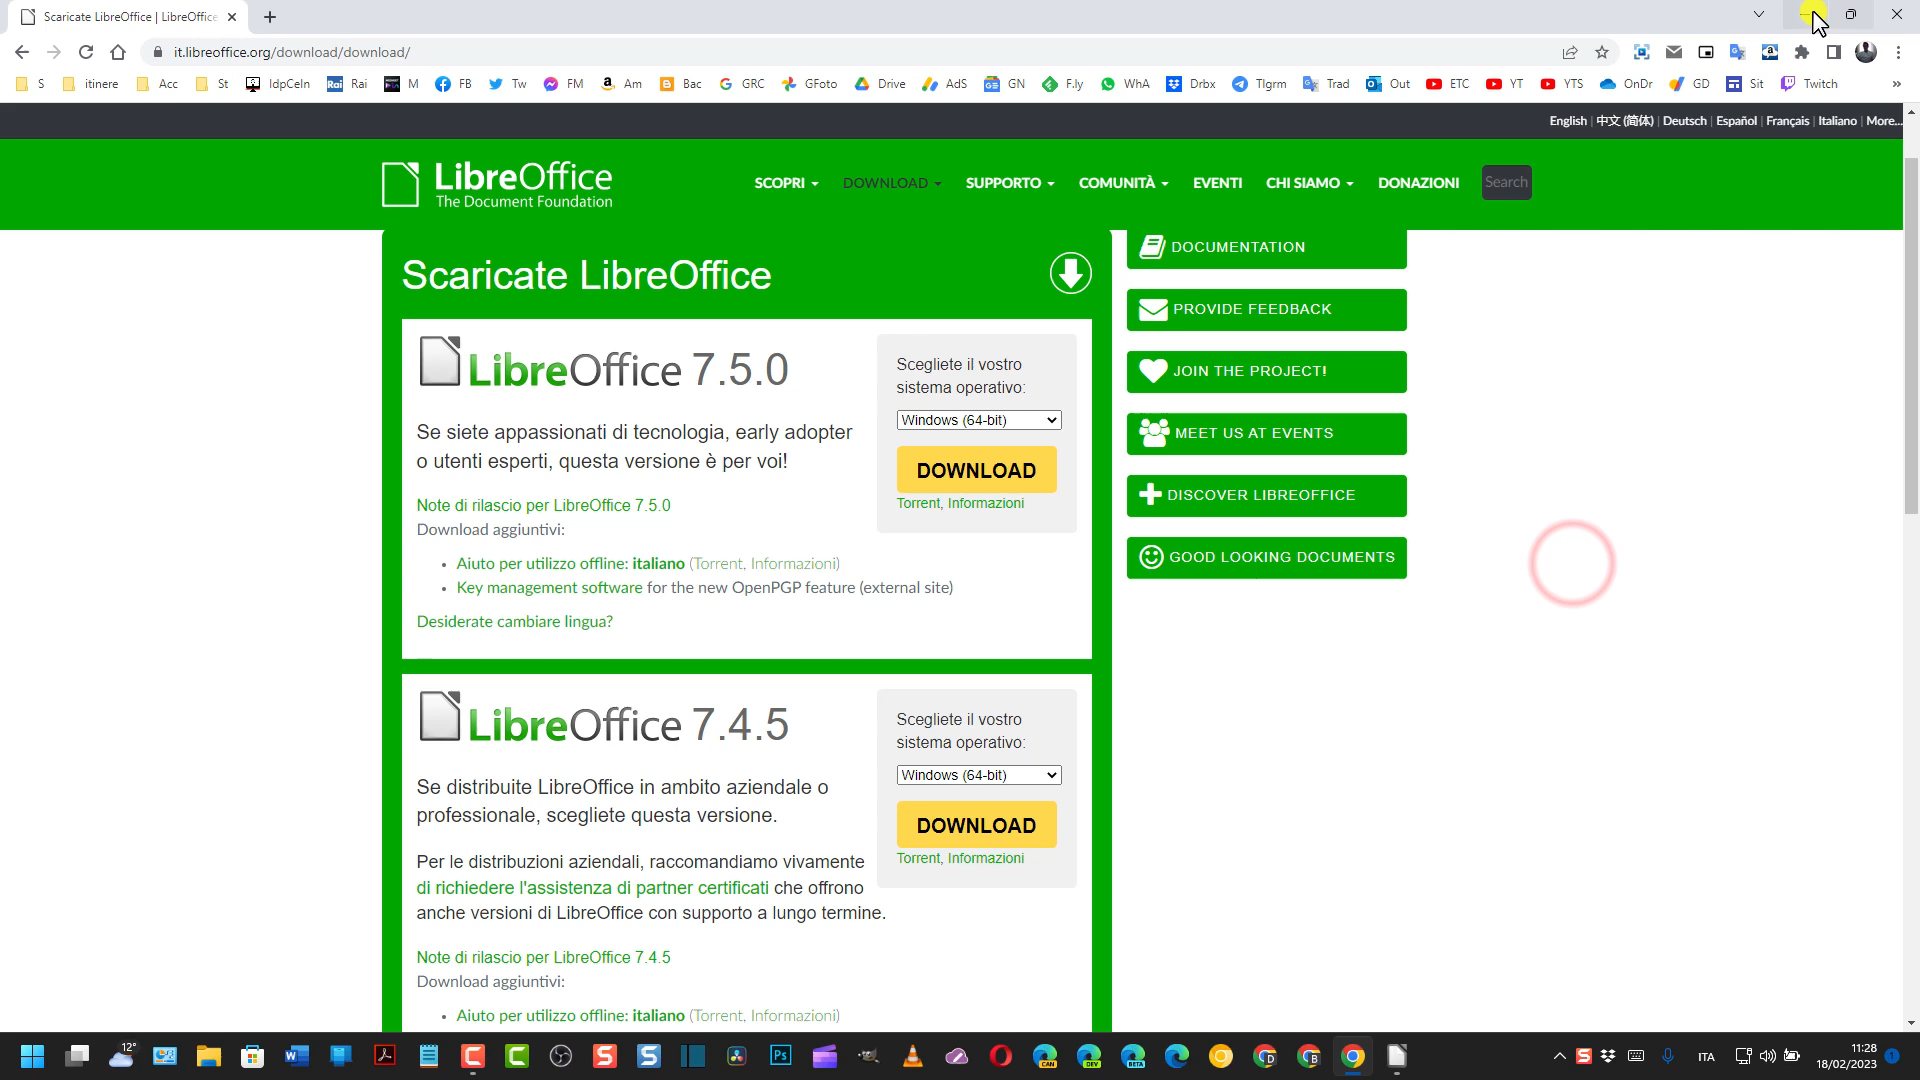 Scaricate LibreOffice | LibreOffice
it.libreoffice.org/download/download/
S itinere Acc St IdpCeIn Rai M FB Tw FM Am Bac GRC GFoto Drive AdS GN F.ly WhA Drbx Tlgrm Trad Out ETC YT YTS OnDr GD Sit Twitch »
English | 中文 (简体) | Deutsch | Español | Français | Italiano | More...
LibreOffice
The Document Foundation
SCOPRI DOWNLOAD SUPPORTO COMUNITÀ EVENTI CHI SIAMO DONAZIONI Search
Scaricate LibreOffice
LibreOffice 7.5.0
Se siete appassionati di tecnologia, early adopter
o utenti esperti, questa versione è per voi!
Note di rilascio per LibreOffice 7.5.0
Download aggiuntivi:
• Aiuto per utilizzo offline: italiano (Torrent, Informazioni)
• Key management software for the new OpenPGP feature (external site)
Desiderate cambiare lingua?
Scegliete il vostro
sistema operativo:
Windows (64-bit)
DOWNLOAD
Torrent, Informazioni
LibreOffice 7.4.5
Se distribuite LibreOffice in ambito aziendale o
professionale, scegliete questa versione.
Per le distribuzioni aziendali, raccomandiamo vivamente
di richiedere l'assistenza di partner certificati che offrono
anche versioni di LibreOffice con supporto a lungo termine.
Note di rilascio per LibreOffice 7.4.5
Download aggiuntivi:
• Aiuto per utilizzo offline: italiano (Torrent, Informazioni)
Scegliete il vostro
sistema operativo:
Windows (64-bit)
DOWNLOAD
Torrent, Informazioni
DOCUMENTATION
PROVIDE FEEDBACK
JOIN THE PROJECT!
MEET US AT EVENTS
DISCOVER LIBREOFFICE
GOOD LOOKING DOCUMENTS
12°
ITA
11:28
18/02/2023